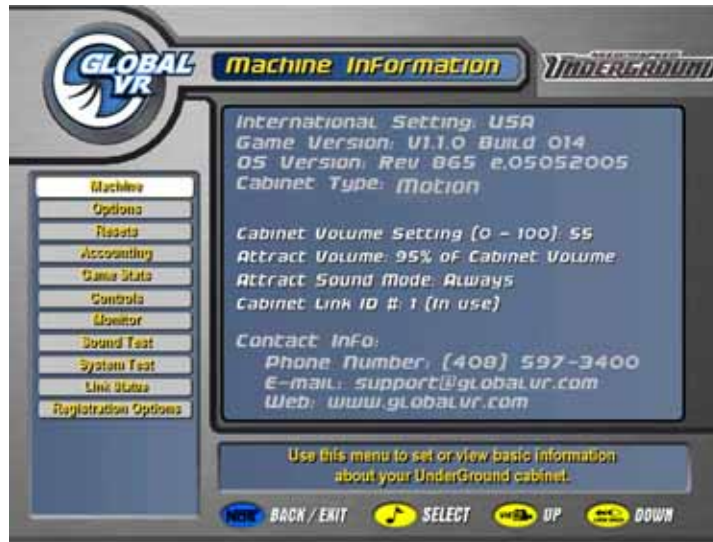 GLOBAL VR
Machine Information
UNDERGROUND
International Setting: USA
Game Version: V1.1.0 Build 014
OS Version: Rev 865 e.05052005
Cabinet Type: Motion
Cabinet Volume Setting (0 - 100): 55
Attract Volume: 95% of Cabinet Volume
Attract Sound Mode: Always
Cabinet Link ID #: 1 (In use)
Contact Info:
Phone Number: (408) 597-3400
E-mail: support@globalvr.com
Web: www.globalvr.com
Machine
Options
Resets
Accounting
Game Stats
Controls
Monitor
Sound Test
System Test
Link Status
Registration Options
Use this menu to set or view basic information
about your UnderGround cabinet.
NOS BACK / EXIT SELECT VIEW UP DOWN